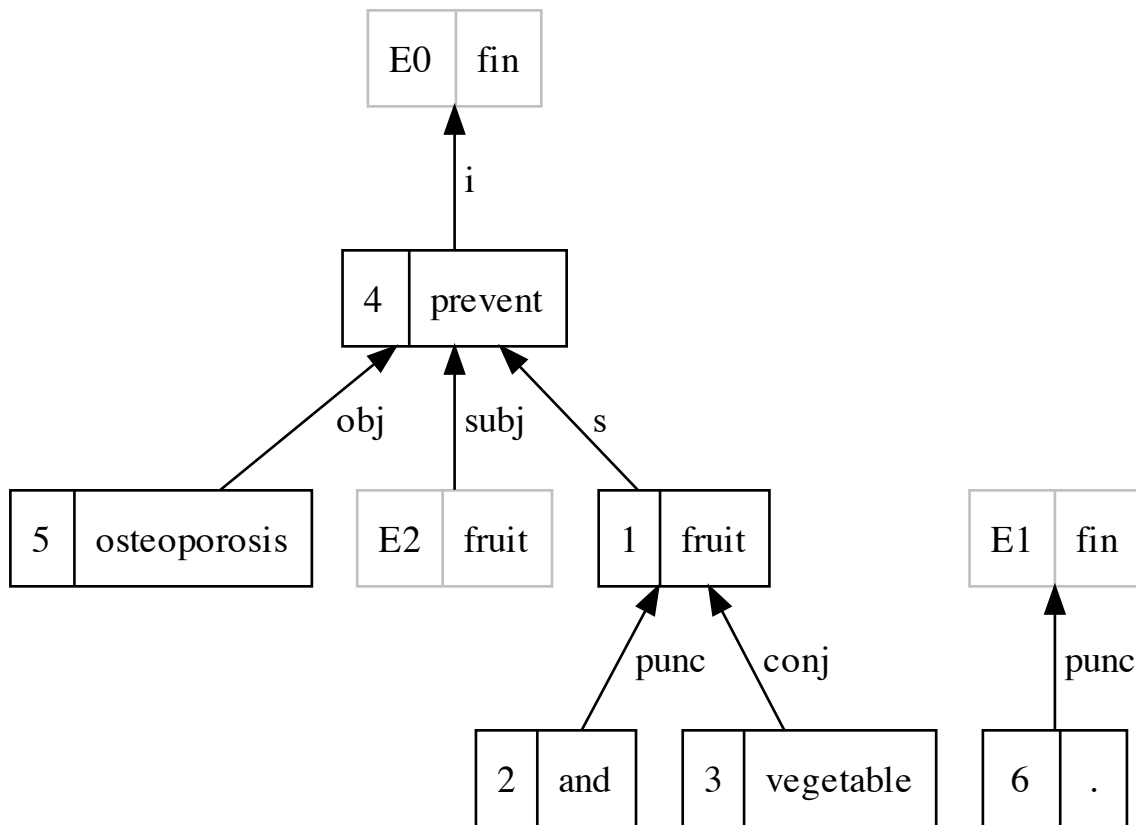 E0 fin
i
4 prevent
obj subj s
5 osteoporosis E2 fruit 1 fruit E1 fin
punc conj punc
2 and 3 vegetable 6 .